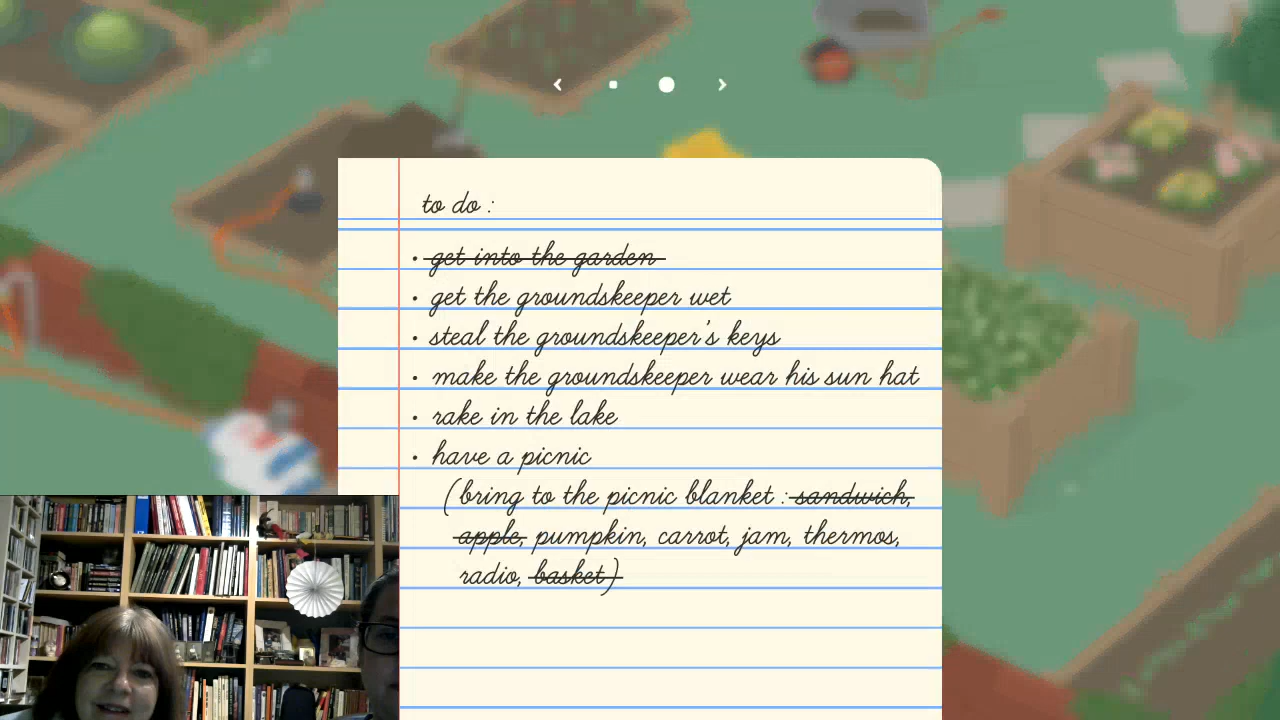 to do :
• get into the garden
• get the groundskeeper wet
• steal the groundskeeper's keys
• make the groundskeeper wear his sun hat
• rake in the lake
• have a picnic
(bring to the picnic blanket : sandwich,
apple, pumpkin, carrot, jam, thermos,
radio, basket)